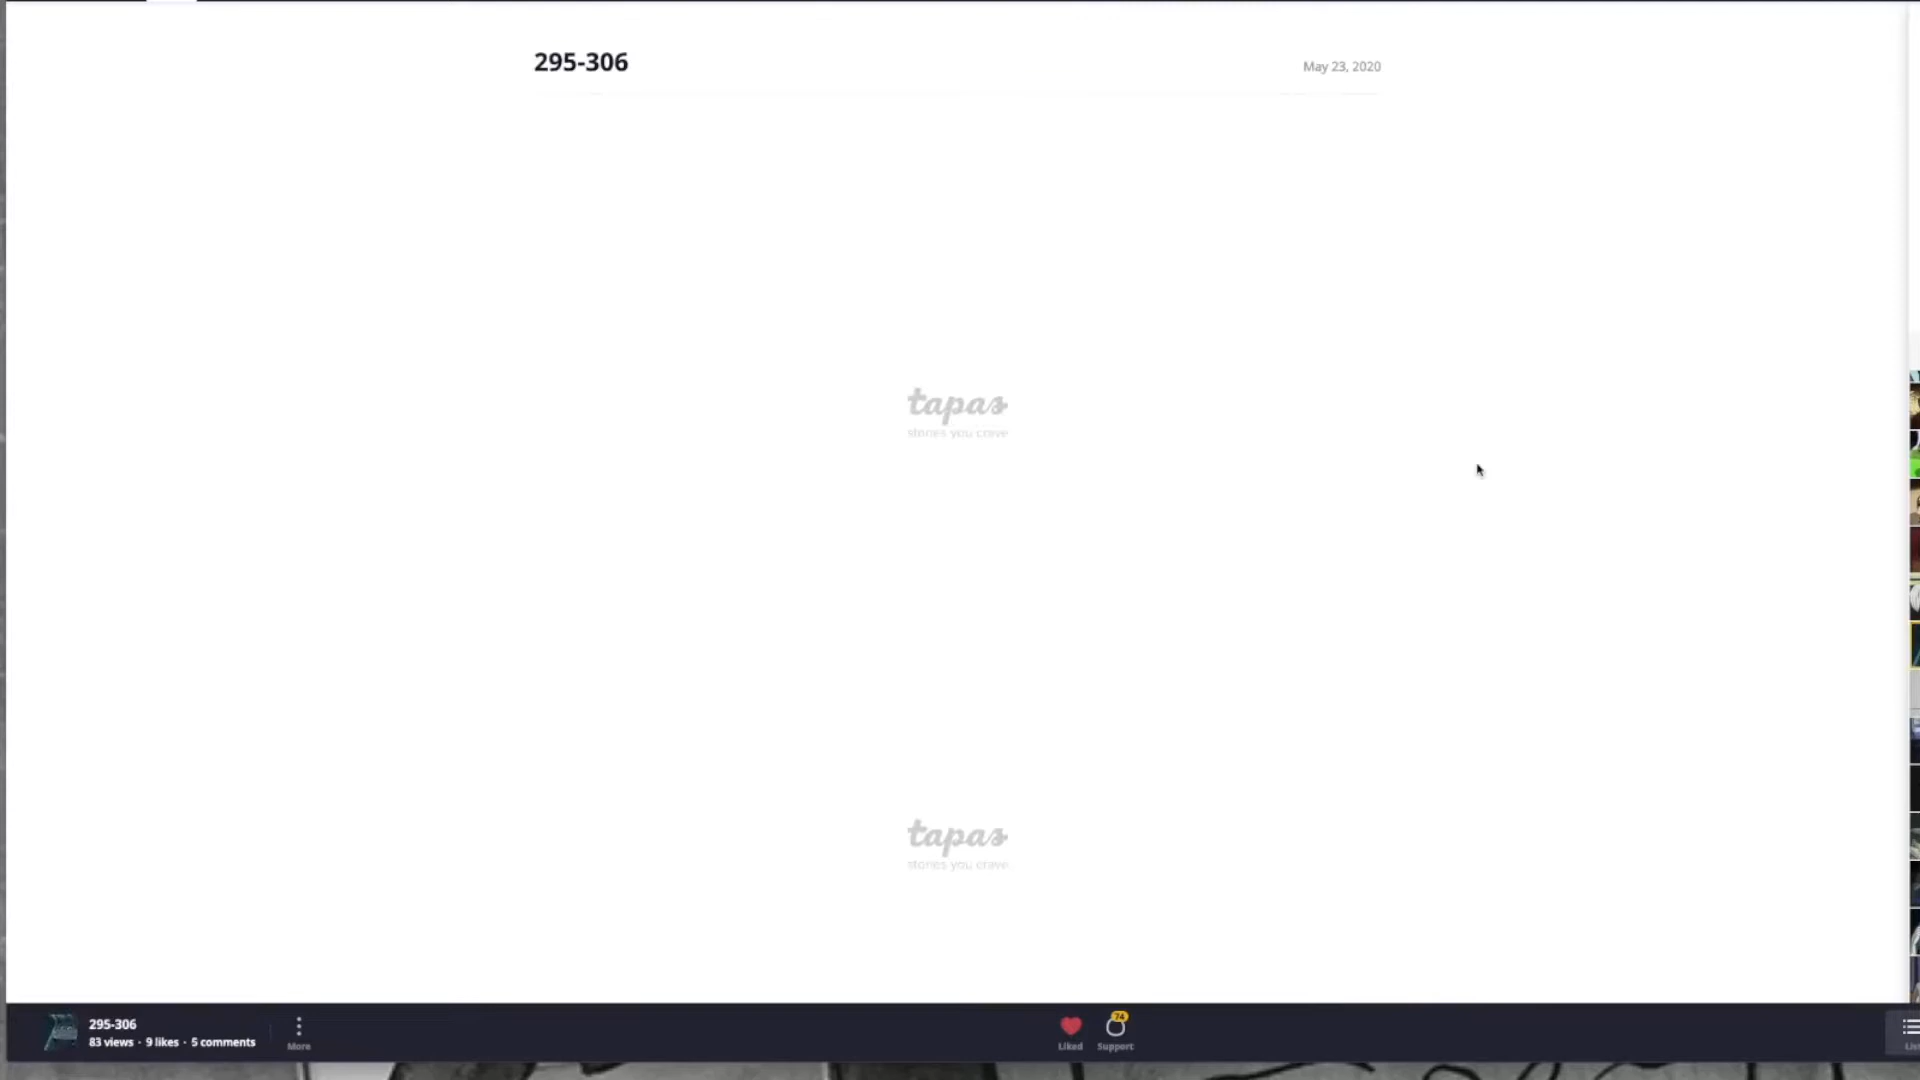 295-306
May 23, 2020
tapas
stories you crave
tapas
stories you crave
295-306
83 views · 9 likes · 5 comments
More
Liked
74
Support